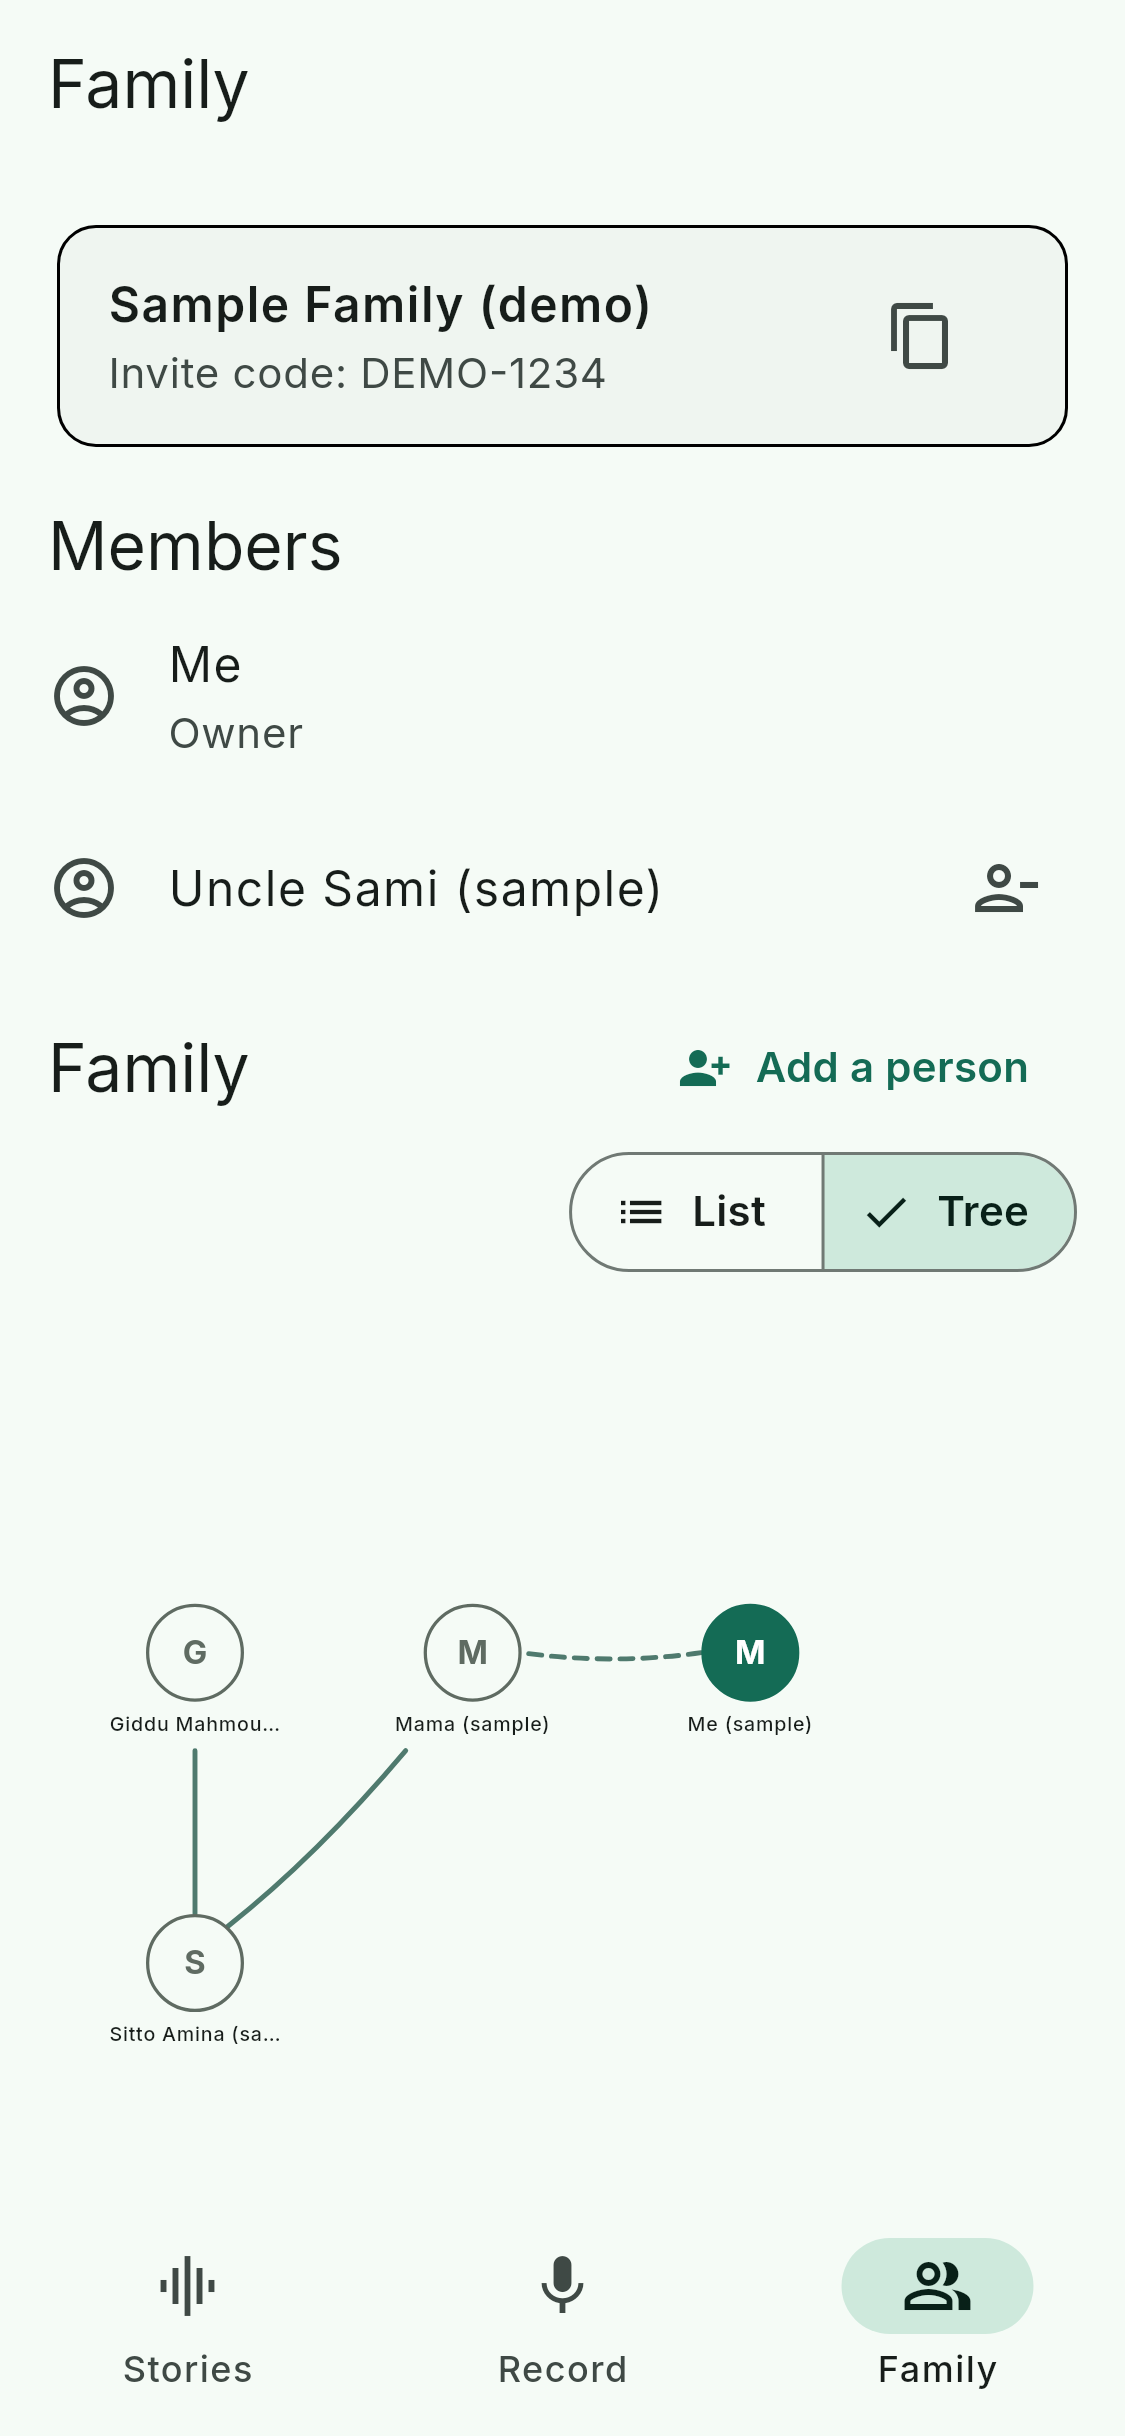 Family
Sample Family (demo)
Invite code: DEMO-1234
Members
Me
Owner
Uncle Sami (sample)
Family
Add a person
List
Tree
G
M
M
Giddu Mahmou...
Mama (sample)
Me (sample)
S
Sitto Amina (sa...
Stories
Record
Family